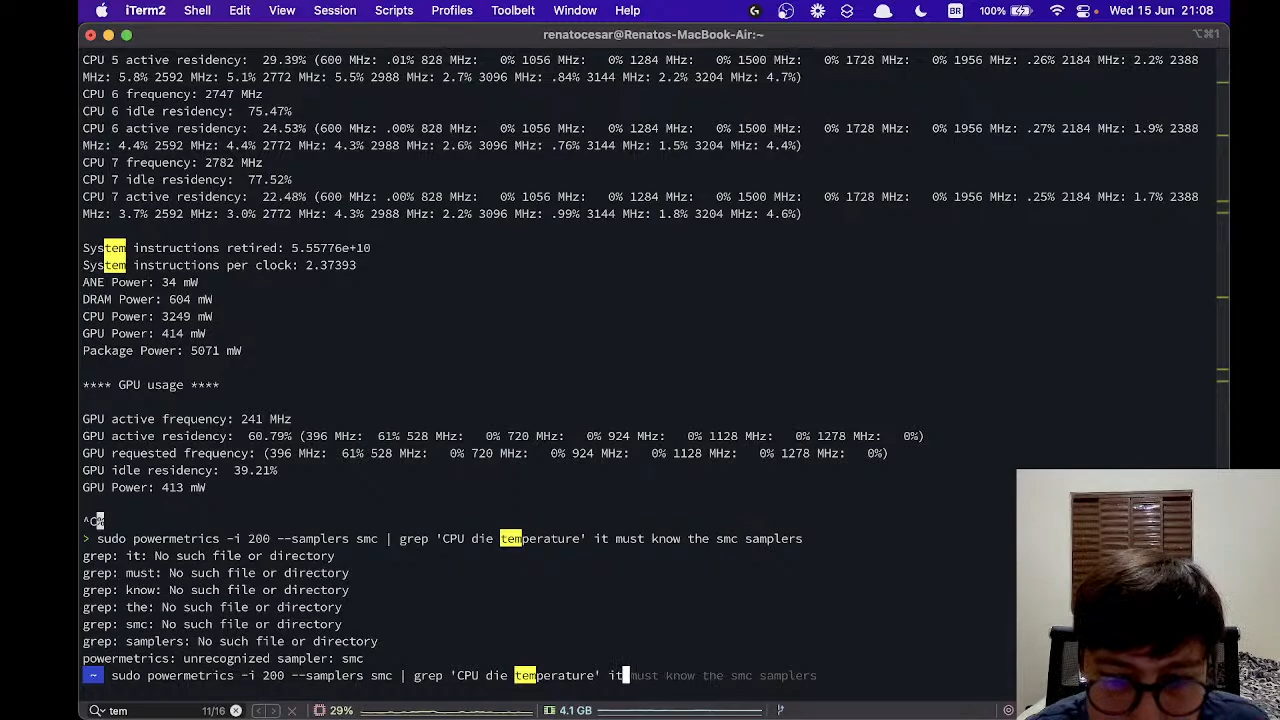 iTerm2 Shell Edit View Session Scripts Profiles Toolbelt Window Help BR 100% Wed 15 Jun 21:08
renatocesar@Renatos-MacBook-Air:~ ⌥⌘1
CPU 5 active residency: 29.39% (600 MHz: .01% 828 MHz: 0% 1056 MHz: 0% 1284 MHz: 0% 1500 MHz: 0% 1728 MHz: 0% 1956 MHz: .26% 2184 MHz: 2.2% 2388
MHz: 5.8% 2592 MHz: 5.1% 2772 MHz: 5.5% 2988 MHz: 2.7% 3096 MHz: .84% 3144 MHz: 2.2% 3204 MHz: 4.7%)
CPU 6 frequency: 2747 MHz
CPU 6 idle residency: 75.47%
CPU 6 active residency: 24.53% (600 MHz: .00% 828 MHz: 0% 1056 MHz: 0% 1284 MHz: 0% 1500 MHz: 0% 1728 MHz: 0% 1956 MHz: .27% 2184 MHz: 1.9% 2388
MHz: 4.4% 2592 MHz: 4.4% 2772 MHz: 4.3% 2988 MHz: 2.6% 3096 MHz: .76% 3144 MHz: 1.5% 3204 MHz: 4.4%)
CPU 7 frequency: 2782 MHz
CPU 7 idle residency: 77.52%
CPU 7 active residency: 22.48% (600 MHz: .00% 828 MHz: 0% 1056 MHz: 0% 1284 MHz: 0% 1500 MHz: 0% 1728 MHz: 0% 1956 MHz: .25% 2184 MHz: 1.7% 2388
MHz: 3.7% 2592 MHz: 3.0% 2772 MHz: 4.3% 2988 MHz: 2.2% 3096 MHz: .99% 3144 MHz: 1.8% 3204 MHz: 4.6%)
System instructions retired: 5.55776e+10
System instructions per clock: 2.37393
ANE Power: 34 mW
DRAM Power: 604 mW
CPU Power: 3249 mW
GPU Power: 414 mW
Package Power: 5071 mW
**** GPU usage ****
GPU active frequency: 241 MHz
GPU active residency: 60.79% (396 MHz: 61% 528 MHz: 0% 720 MHz: 0% 924 MHz: 0% 1128 MHz: 0% 1278 MHz: 0%)
GPU requested frequency: (396 MHz: 61% 528 MHz: 0% 720 MHz: 0% 924 MHz: 0% 1128 MHz: 0% 1278 MHz: 0%)
GPU idle residency: 39.21%
GPU Power: 413 mW
^C%
> sudo powermetrics -i 200 --samplers smc | grep 'CPU die temperature' it must know the smc samplers
grep: it: No such file or directory
grep: must: No such file or directory
grep: know: No such file or directory
grep: the: No such file or directory
grep: smc: No such file or directory
grep: samplers: No such file or directory
powermetrics: unrecognized sampler: smc
~ sudo powermetrics -i 200 --samplers smc | grep 'CPU die temperature' it must know the smc samplers
tem 11/16 29% 4.1 GB